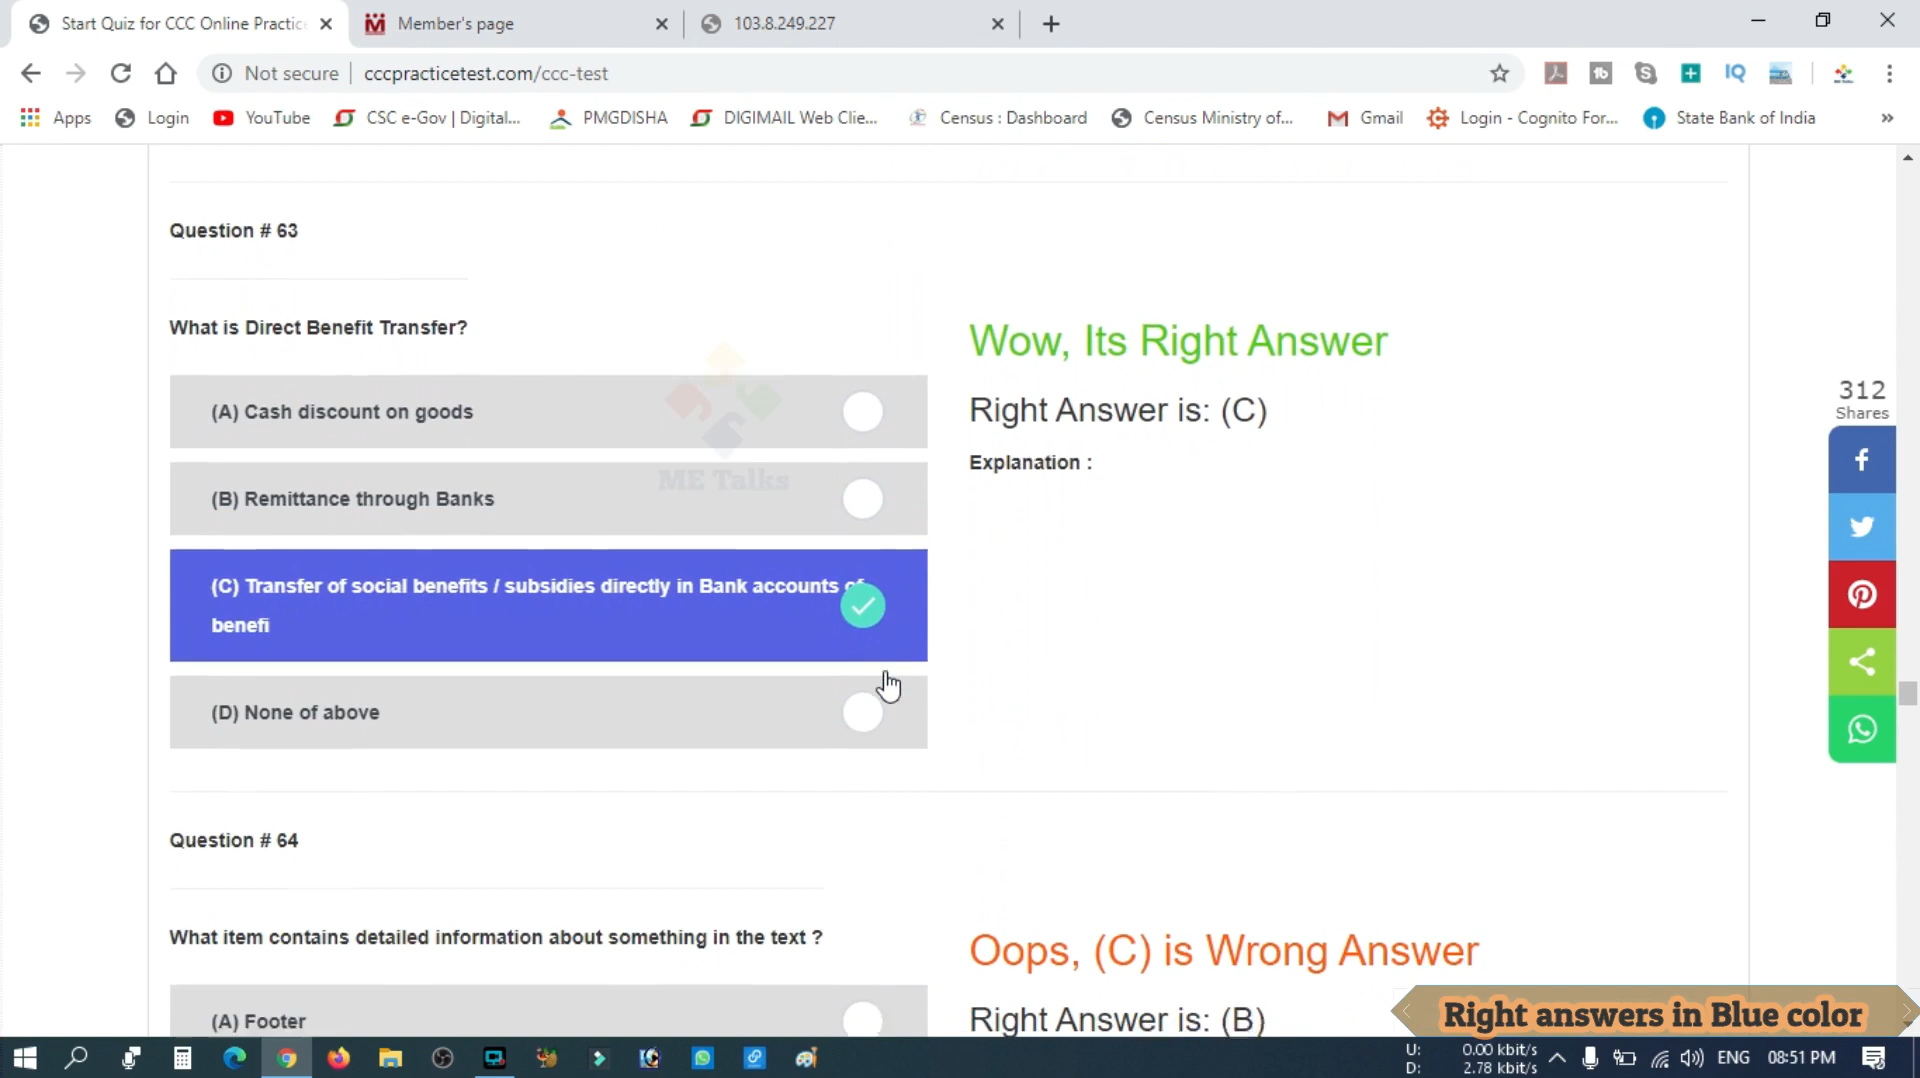 Start Quiz for CCC Online Practice
Member's page
103.8.249.227
Not secure
cccpracticetest.com/ccc-test
Apps
Login
YouTube
CSC e-Gov | Digital...
PMGDISHA
DIGIMAIL Web Clie...
Census : Dashboard
Census Ministry of...
Gmail
Login - Cognito For...
State Bank of India
»
Question # 63
What is Direct Benefit Transfer?
Wow, Its Right Answer
(A) Cash discount on goods
Right Answer is: (C)
Explanation :
ME Talks
(B) Remittance through Banks
(C) Transfer of social benefits / subsidies directly in Bank accounts of
benefi
(D) None of above
312
Shares
Question # 64
What item contains detailed information about something in the text ?
Oops, (C) is Wrong Answer
(A) Footer
Right Answer is: (B)
Right answers in Blue color
U: 0.00 kbit/s
D: 2.78 kbit/s
ENG
08:51 PM